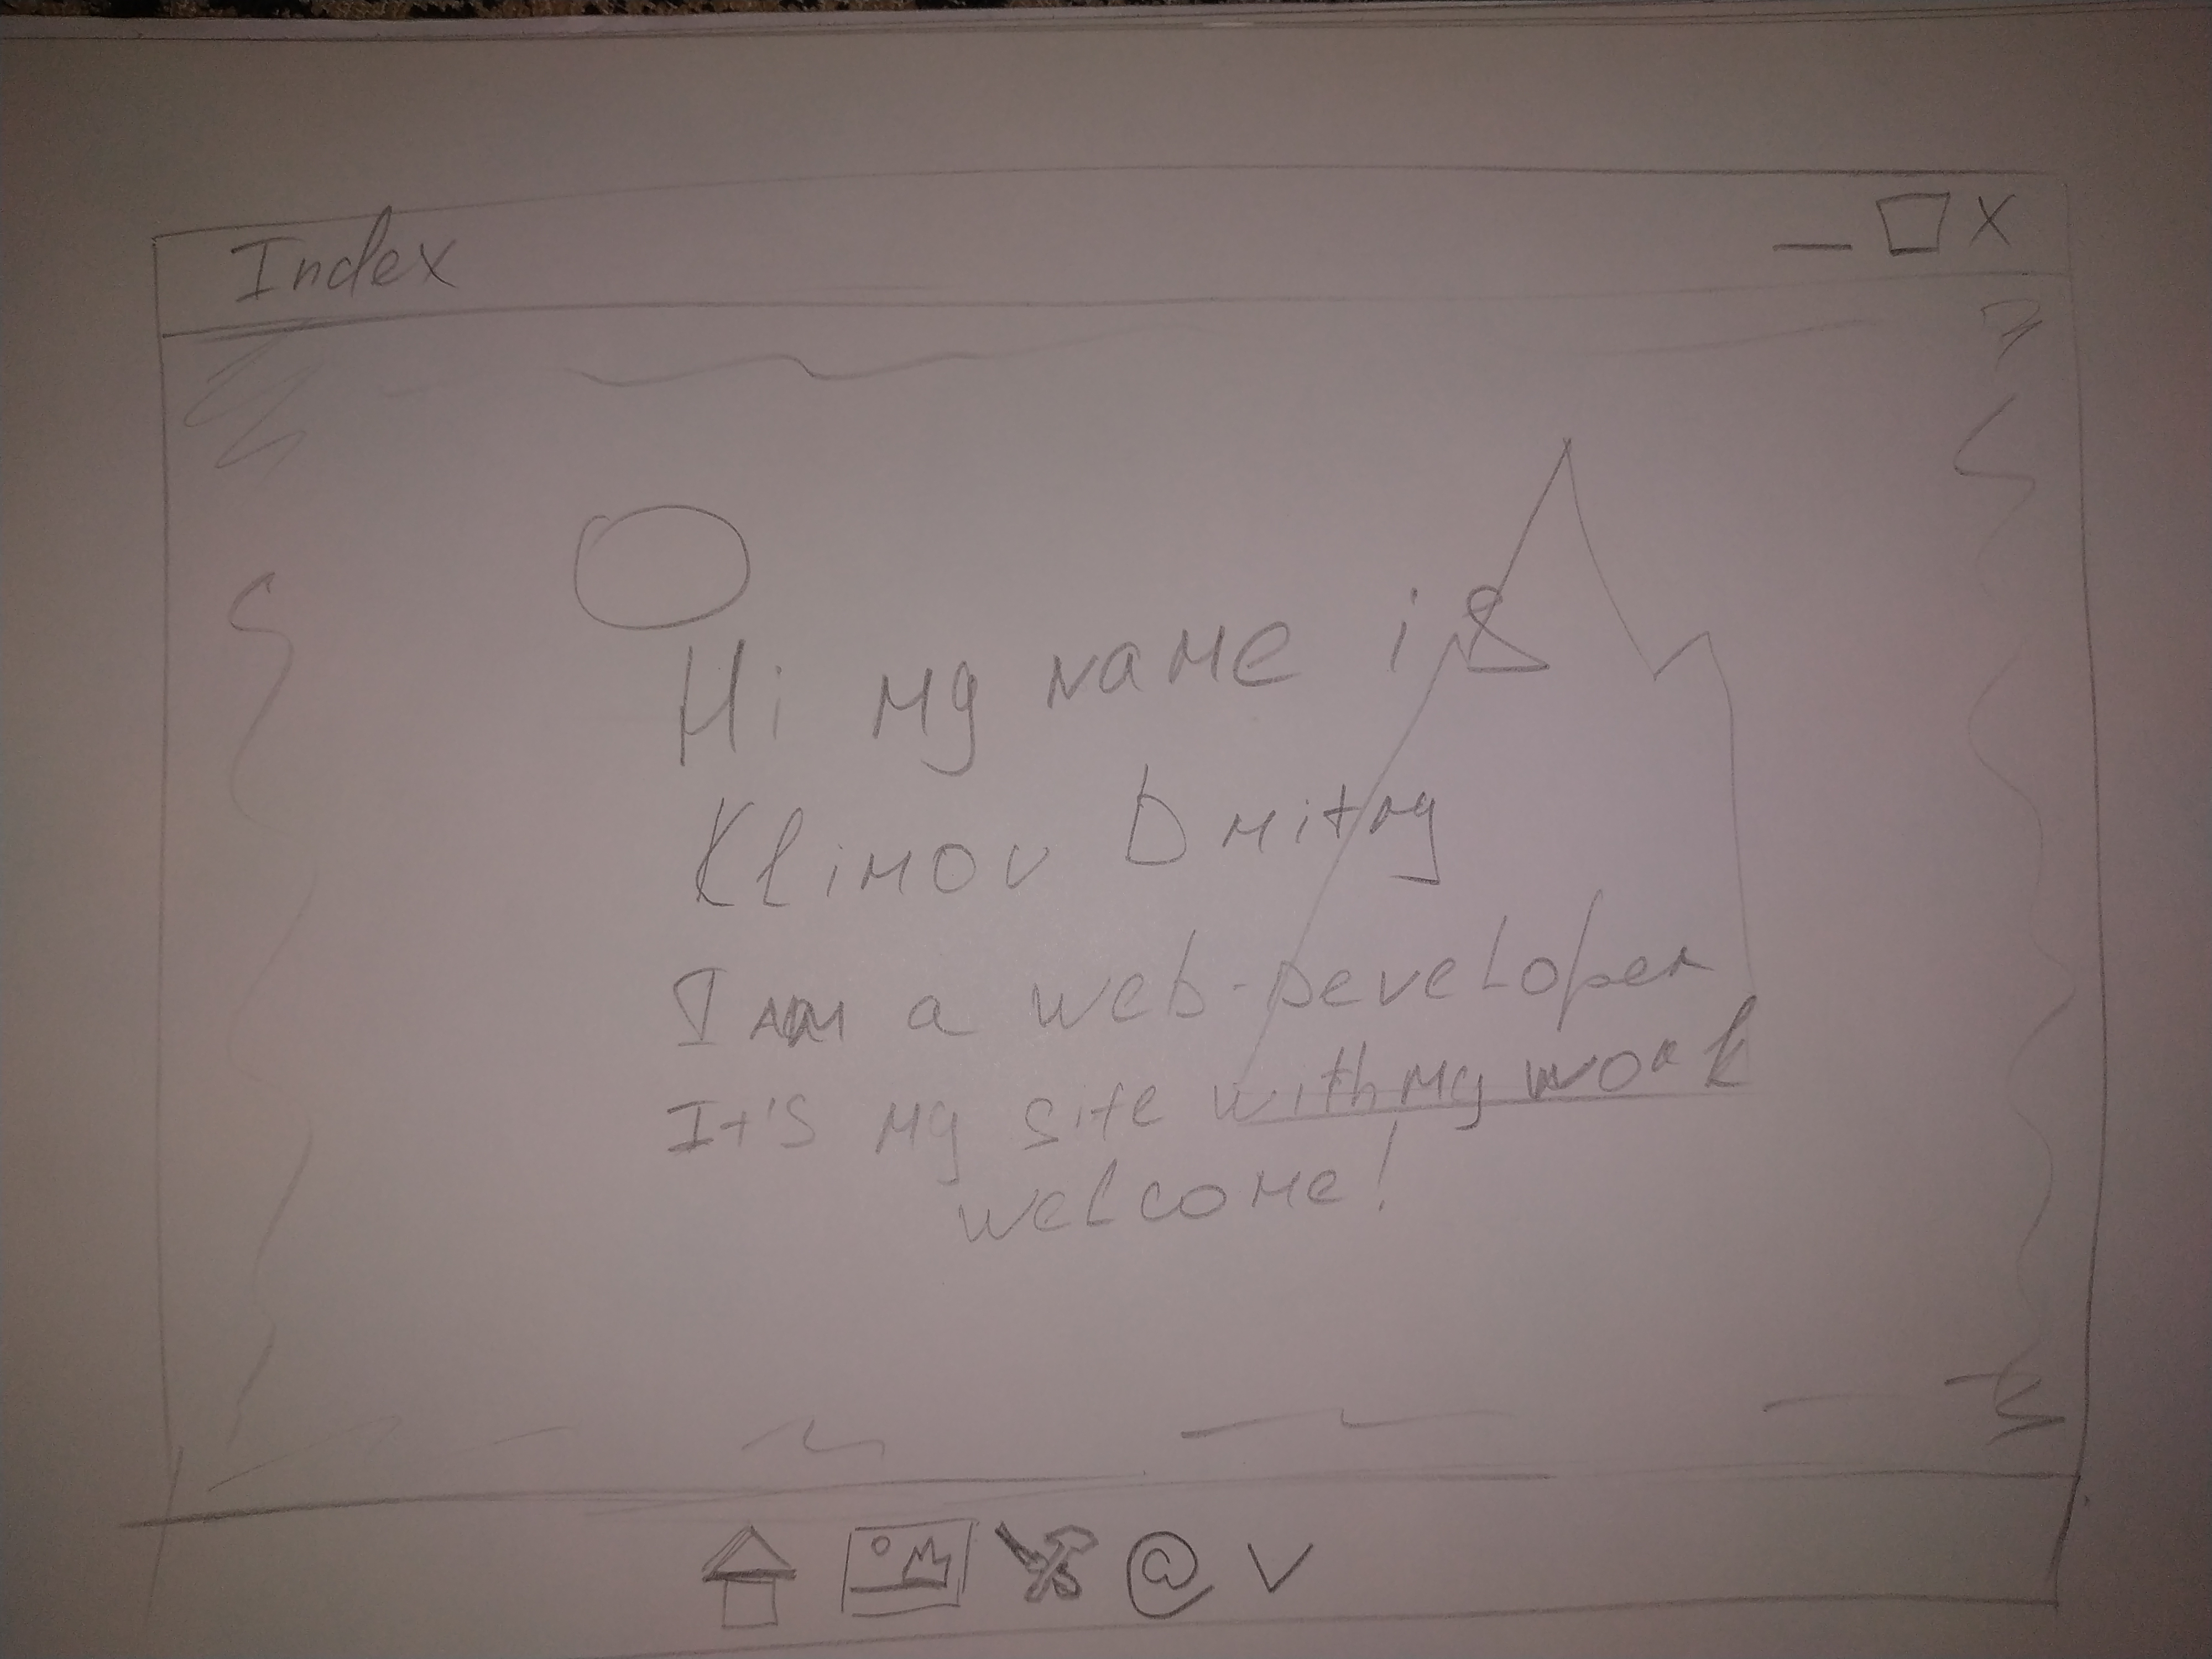 Index _ □ X
Hi my name is
Klimov Dmitry
I am a web-Developer
It's my site with my work
welcome!
@